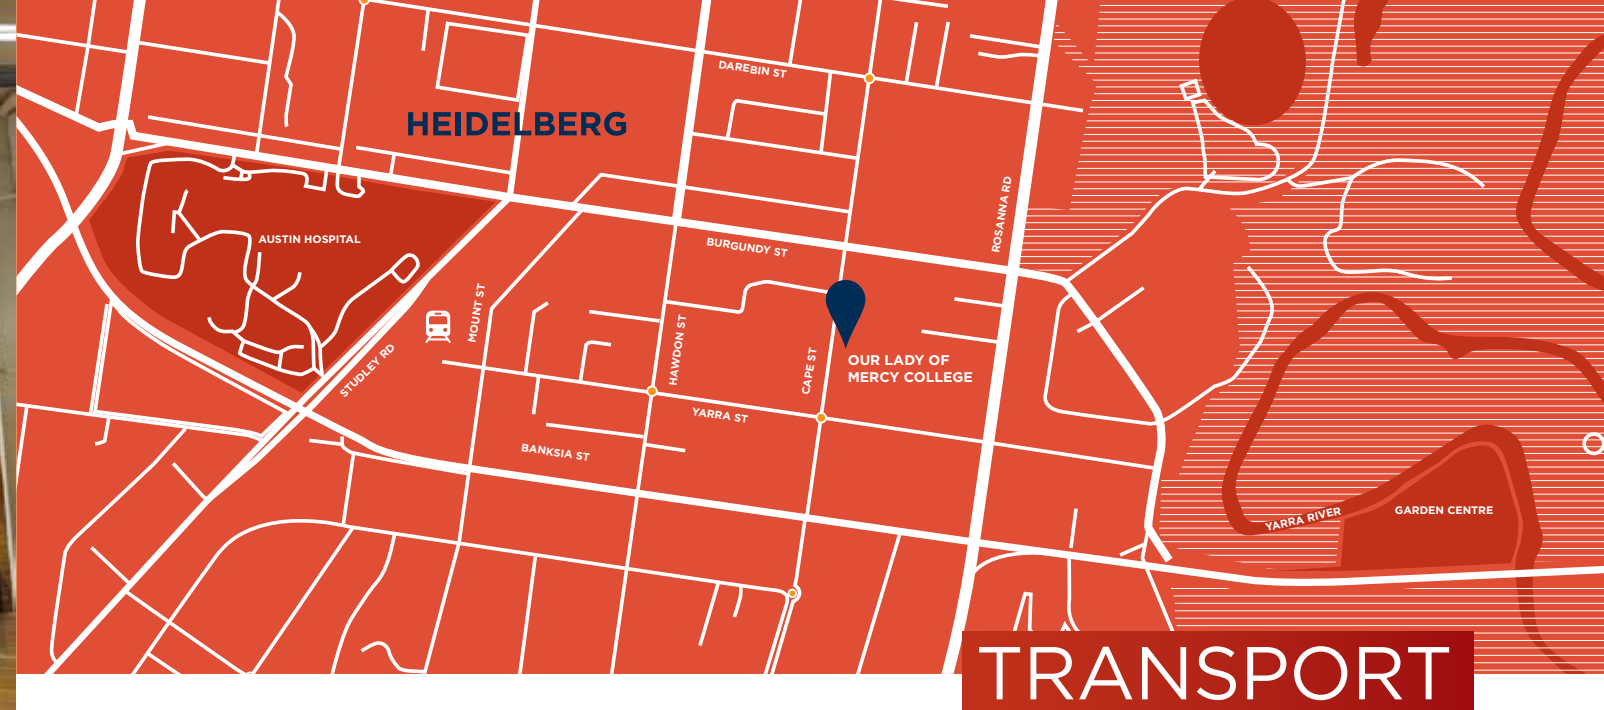 DAREBIN ST
HEIDELBERG
ROSANNA RD
AUSTIN HOSPITAL
BURGUNDY ST
MOUNT ST
HAWDON ST
STUDLEY RD
CAPE ST
OUR LADY OF
MERCY COLLEGE
YARRA ST
BANKSIA ST
YARRA RIVER
GARDEN CENTRE
TRANSPORT